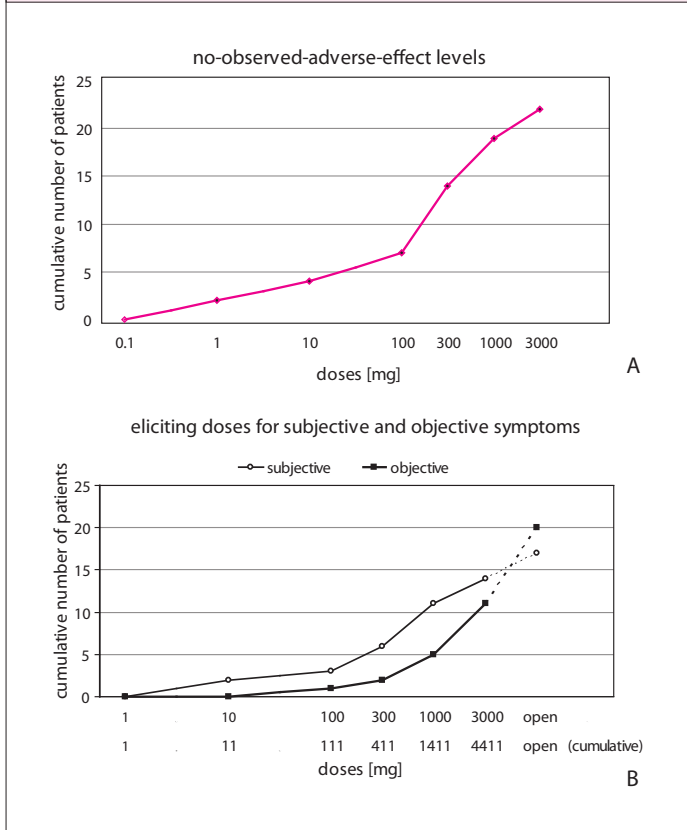 no-observed-adverse-effect levels
cumulative number of patients
25
20
15
10
5
0
0.1 1 10 100 300 1000 3000
doses [mg]
A
eliciting doses for subjective and objective symptoms
subjective objective
cumulative number of patients
25
20
15
10
5
0
1 10 100 300 1000 3000 open
1 11 111 411 1411 4411 open (cumulative)
doses [mg]
B